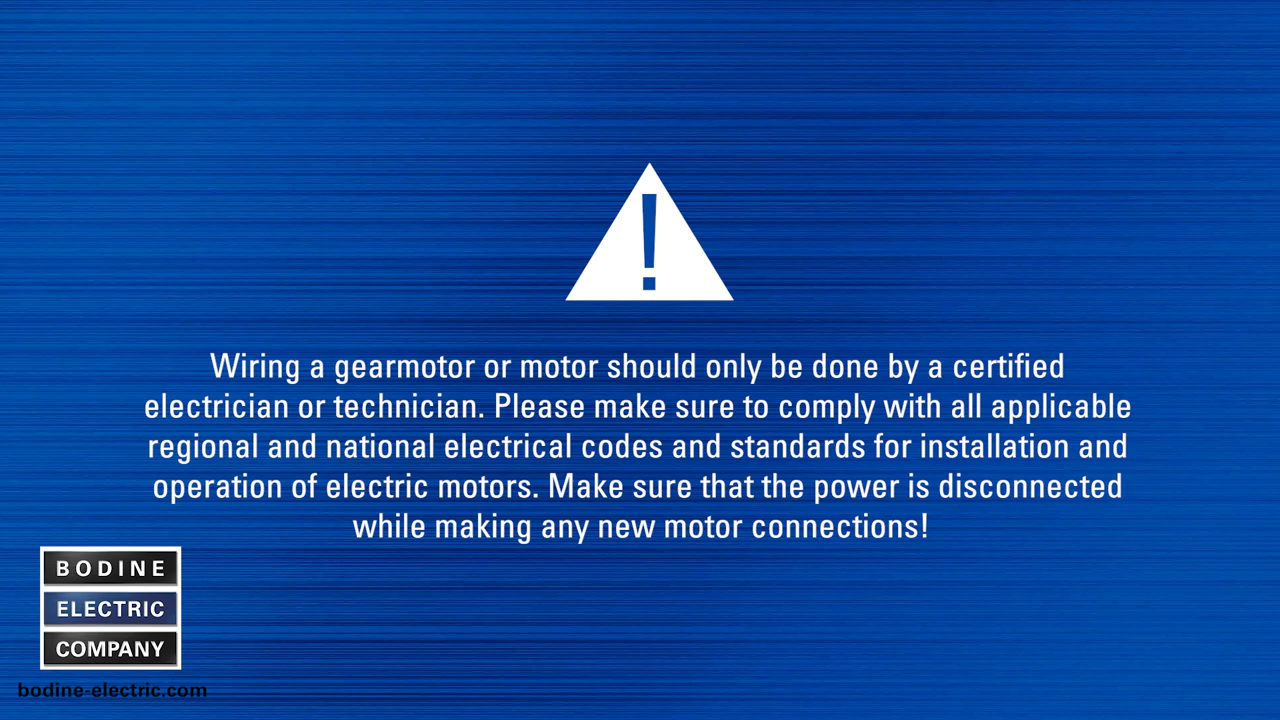 !
Wiring a gearmotor or motor should only be done by a certified
electrician or technician. Please make sure to comply with all applicable
regional and national electrical codes and standards for installation and
operation of electric motors. Make sure that the power is disconnected
while making any new motor connections!
BODINE
ELECTRIC
COMPANY
bodine-electric.com